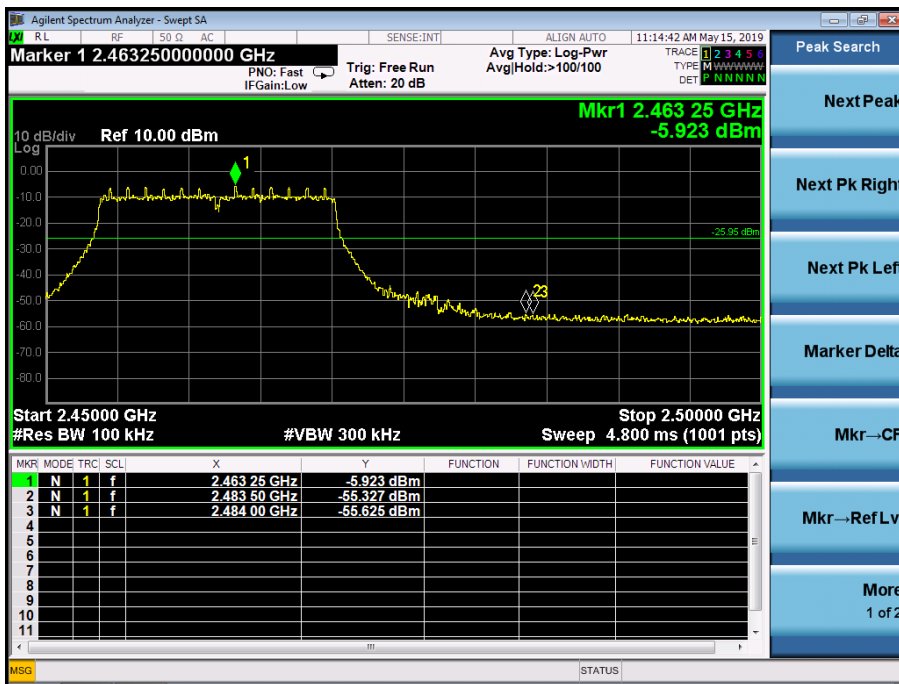 Agilent Spectrum Analyzer - Swept SA
LXI RL RF 50 Ω AC SENSE:INT ALIGN AUTO 11:14:42 AM May 15, 2019
Marker 1 2.463250000000 GHz
PNO: Fast
IFGain:Low
Trig: Free Run
Atten: 20 dB
Avg Type: Log-Pwr
Avg|Hold:>100/100
TRACE 1 2 3 4 5 6
TYPE M WWWWW
DET P N N N N N
Mkr1 2.463 25 GHz
-5.923 dBm
10 dB/div Ref 10.00 dBm
Log
0.00
-10.0
-20.0
-30.0
-40.0
-50.0
-60.0
-70.0
-80.0
1
-25.95 dBm
23
Start 2.45000 GHz Stop 2.50000 GHz
#Res BW 100 kHz #VBW 300 kHz Sweep 4.800 ms (1001 pts)
MKR MODE TRC SCL X Y FUNCTION FUNCTION WIDTH FUNCTION VALUE
1 N 1 f 2.463 25 GHz -5.923 dBm
2 N 1 f 2.483 50 GHz -55.327 dBm
3 N 1 f 2.484 00 GHz -55.625 dBm
4
5
6
7
8
9
10
11
MSG STATUS
Peak Search
Next Peak
Next Pk Right
Next Pk Left
Marker Delta
Mkr→CF
Mkr→Ref Lv
More
1 of 2